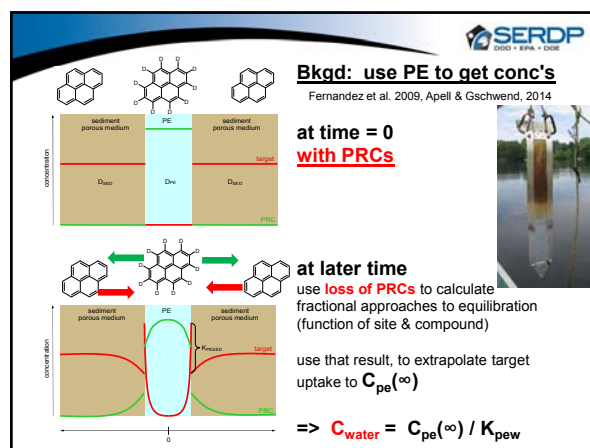 SERDP
DOD • EPA • DOE
Bkgd: use PE to get conc's
Fernandez et al. 2009, Apell & Gschwend, 2014
D D
D D
D D
D D
D D
sediment
porous medium
PE
sediment
porous medium
target
concentration
DSED
DPE
DSED
PRC
at time = 0
with PRCs
D D
D D
D D
D D
D D
sediment
porous medium
PE
sediment
porous medium
target
KPESED
concentration
PRC
0
at later time
use loss of PRCs to calculate
fractional approaches to equilibration
(function of site & compound)
use that result, to extrapolate target
uptake to Cpe(∞)
=> Cwater = Cpe(∞) / Kpew